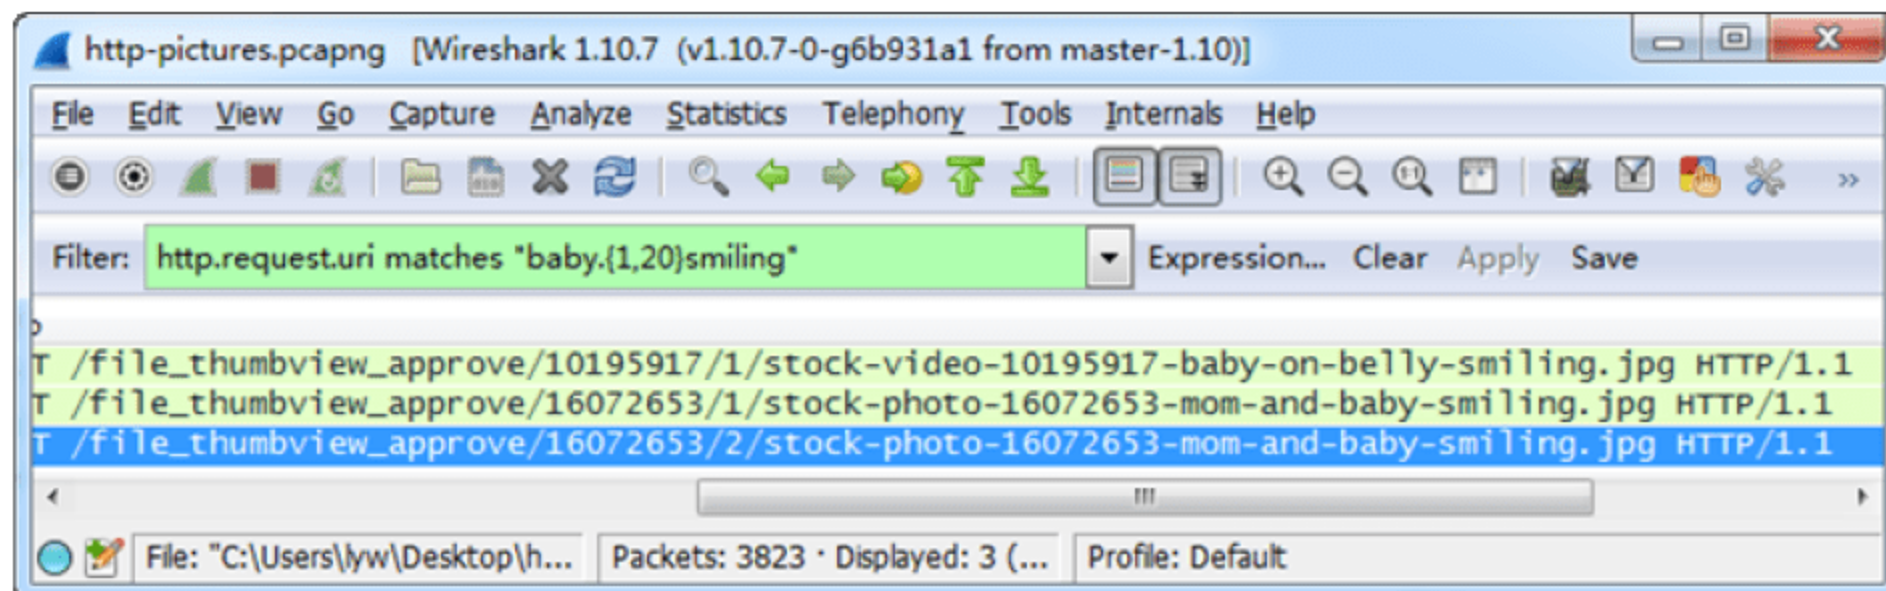 http-pictures.pcapng [Wireshark 1.10.7 (v1.10.7-0-g6b931a1 from master-1.10)]
File Edit View Go Capture Analyze Statistics Telephony Tools Internals Help
Filter: http.request.uri matches "baby.{1,20}smiling" Expression... Clear Apply Save
T /file_thumbview_approve/10195917/1/stock-video-10195917-baby-on-belly-smiling.jpg HTTP/1.1
T /file_thumbview_approve/16072653/1/stock-photo-16072653-mom-and-baby-smiling.jpg HTTP/1.1
T /file_thumbview_approve/16072653/2/stock-photo-16072653-mom-and-baby-smiling.jpg HTTP/1.1
File: "C:\Users\lyw\Desktop\h... Packets: 3823 · Displayed: 3 (... Profile: Default